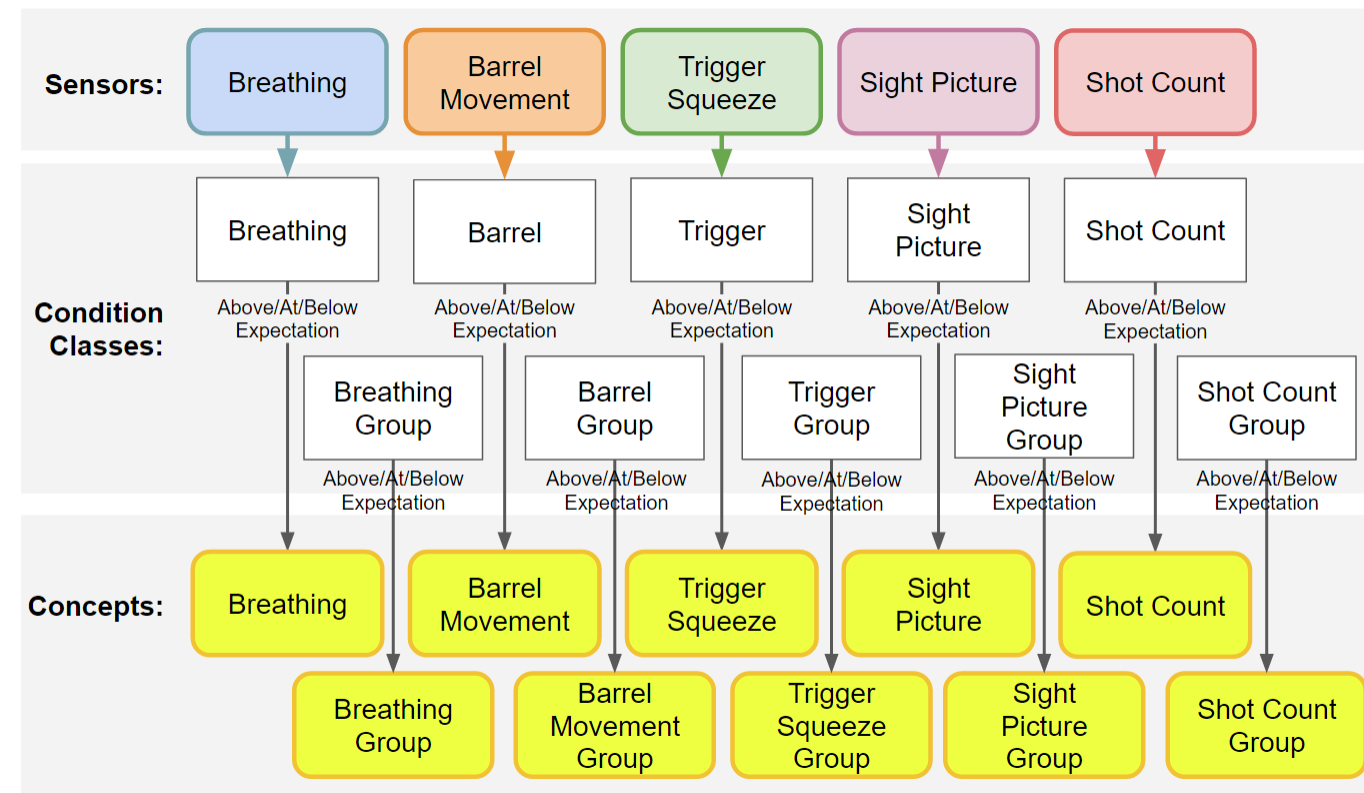 Sensors:
Breathing
Barrel
Movement
Trigger
Squeeze
Sight Picture
Shot Count
Condition
Classes:
Breathing
Barrel
Trigger
Sight
Picture
Shot Count
Above/At/Below
Expectation
Above/At/Below
Expectation
Above/At/Below
Expectation
Above/At/Below
Expectation
Above/At/Below
Expectation
Breathing
Group
Barrel
Group
Trigger
Group
Sight
Picture
Group
Shot Count
Group
Above/At/Below
Expectation
Above/At/Below
Expectation
Above/At/Below
Expectation
Above/At/Below
Expectation
Above/At/Below
Expectation
Concepts:
Breathing
Barrel
Movement
Trigger
Squeeze
Sight
Picture
Shot Count
Breathing
Group
Barrel
Movement
Group
Trigger
Squeeze
Group
Sight
Picture
Group
Shot Count
Group